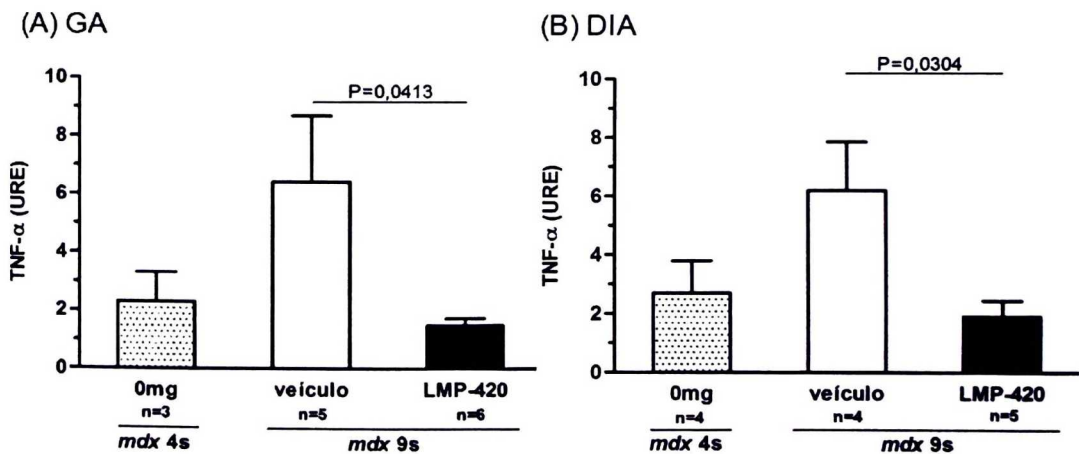 (A) GA
P=0,0413
TNF-α (URE)
10
8
6
4
2
0
0mg
veículo
LMP-420
n=3
n=5
n=6
mdx 4s
mdx 9s
(B) DIA
P=0,0304
TNF-α (URE)
10
8
6
4
2
0
0mg
veículo
LMP-420
n=4
n=4
n=5
mdx 4s
mdx 9s